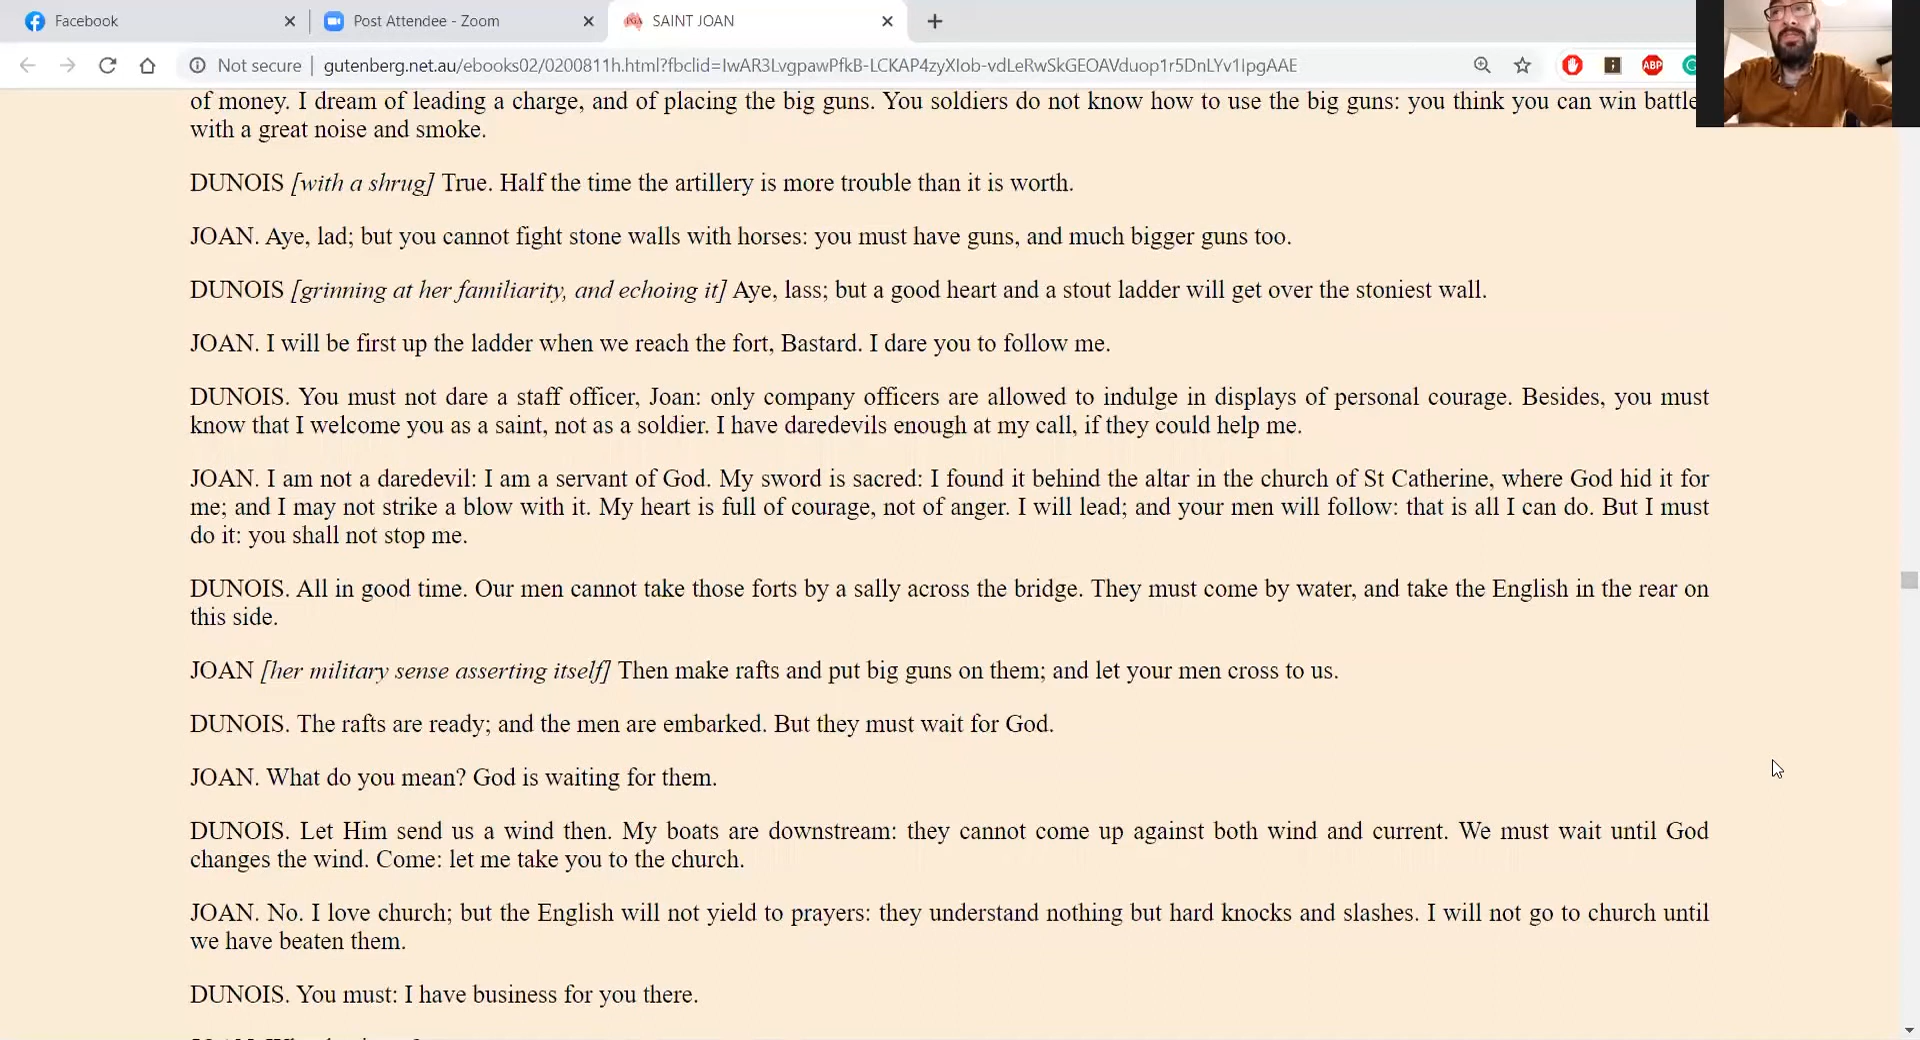 Facebook
Post Attendee - Zoom
SAINT JOAN
Not secure
gutenberg.net.au/ebooks02/0200811h.html?fbclid=IwAR3LvgpawPfkB-LCKAP4zyXIob-vdLeRwSkGEOAVduop1r5DnLYv1IpgAAE
ABP
of money. I dream of leading a charge, and of placing the big guns. You soldiers do not know how to use the big guns: you think you can win battle
with a great noise and smoke.
DUNOIS [with a shrug] True. Half the time the artillery is more trouble than it is worth.
JOAN. Aye, lad; but you cannot fight stone walls with horses: you must have guns, and much bigger guns too.
DUNOIS [grinning at her familiarity, and echoing it] Aye, lass; but a good heart and a stout ladder will get over the stoniest wall.
JOAN. I will be first up the ladder when we reach the fort, Bastard. I dare you to follow me.
DUNOIS. You must not dare a staff officer, Joan: only company officers are allowed to indulge in displays of personal courage. Besides, you must
know that I welcome you as a saint, not as a soldier. I have daredevils enough at my call, if they could help me.
JOAN. I am not a daredevil: I am a servant of God. My sword is sacred: I found it behind the altar in the church of St Catherine, where God hid it for
me; and I may not strike a blow with it. My heart is full of courage, not of anger. I will lead; and your men will follow: that is all I can do. But I must
do it: you shall not stop me.
DUNOIS. All in good time. Our men cannot take those forts by a sally across the bridge. They must come by water, and take the English in the rear on
this side.
JOAN [her military sense asserting itself] Then make rafts and put big guns on them; and let your men cross to us.
DUNOIS. The rafts are ready; and the men are embarked. But they must wait for God.
JOAN. What do you mean? God is waiting for them.
DUNOIS. Let Him send us a wind then. My boats are downstream: they cannot come up against both wind and current. We must wait until God
changes the wind. Come: let me take you to the church.
JOAN. No. I love church; but the English will not yield to prayers: they understand nothing but hard knocks and slashes. I will not go to church until
we have beaten them.
DUNOIS. You must: I have business for you there.